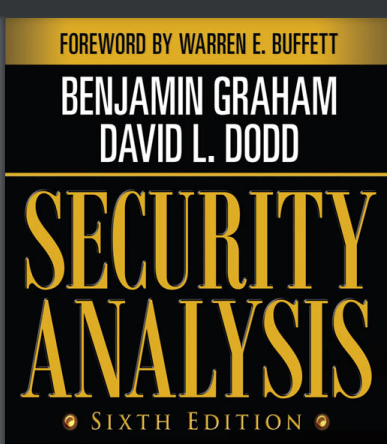 FOREWORD BY WARREN E. BUFFETT
BENJAMIN GRAHAM
DAVID L. DODD
SECURITY
ANALYSIS
SIXTH EDITION